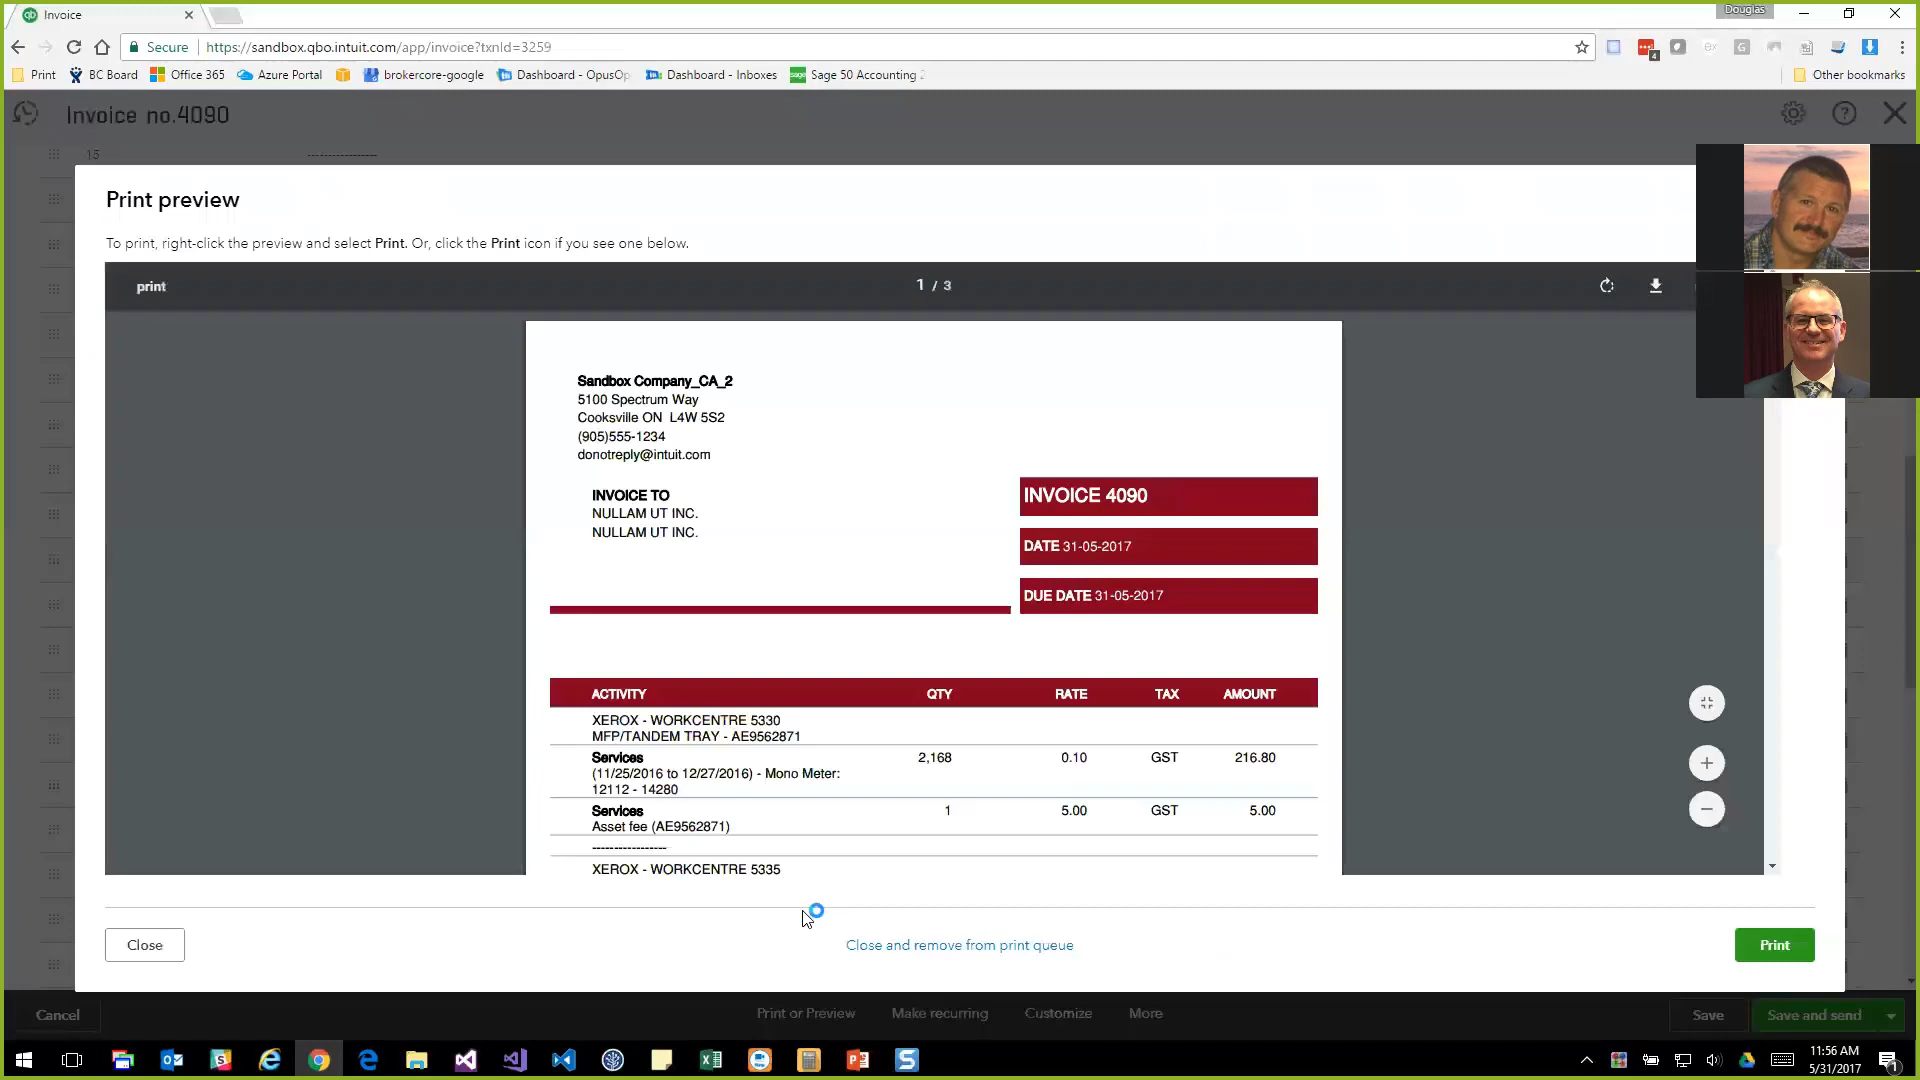 Invoice
Douglas
Secure
https://sandbox.qbo.intuit.com/app/invoice?txnId=3259
4
Print
BC Board
Office 365
Azure Portal
brokercore-google
Dashboard - OpusOp
Dashboard - Inboxes
Sage 50 Accounting
Other bookmarks
Invoice no.4090
15
-----------------
Print preview
To print, right-click the preview and select Print. Or, click the Print icon if you see one below.
print
1 / 3
Sandbox Company_CA_2
5100 Spectrum Way
Cooksville ON L4W 5S2
(905)555-1234
donotreply@intuit.com
INVOICE TO
NULLAM UT INC.
NULLAM UT INC.
INVOICE 4090
DATE 31-05-2017
DUE DATE 31-05-2017
ACTIVITY QTY RATE TAX AMOUNT
XEROX - WORKCENTRE 5330
MFP/TANDEM TRAY - AE9562871
Services 2,168 0.10 GST 216.80
(11/25/2016 to 12/27/2016) - Mono Meter:
12112 - 14280
Services 1 5.00 GST 5.00
Asset fee (AE9562871)
-----------------
XEROX - WORKCENTRE 5335
Close
Close and remove from print queue
Print
Cancel
Print or Preview
Make recurring
Customize
More
Save
Save and send
11:56 AM
5/31/2017
1